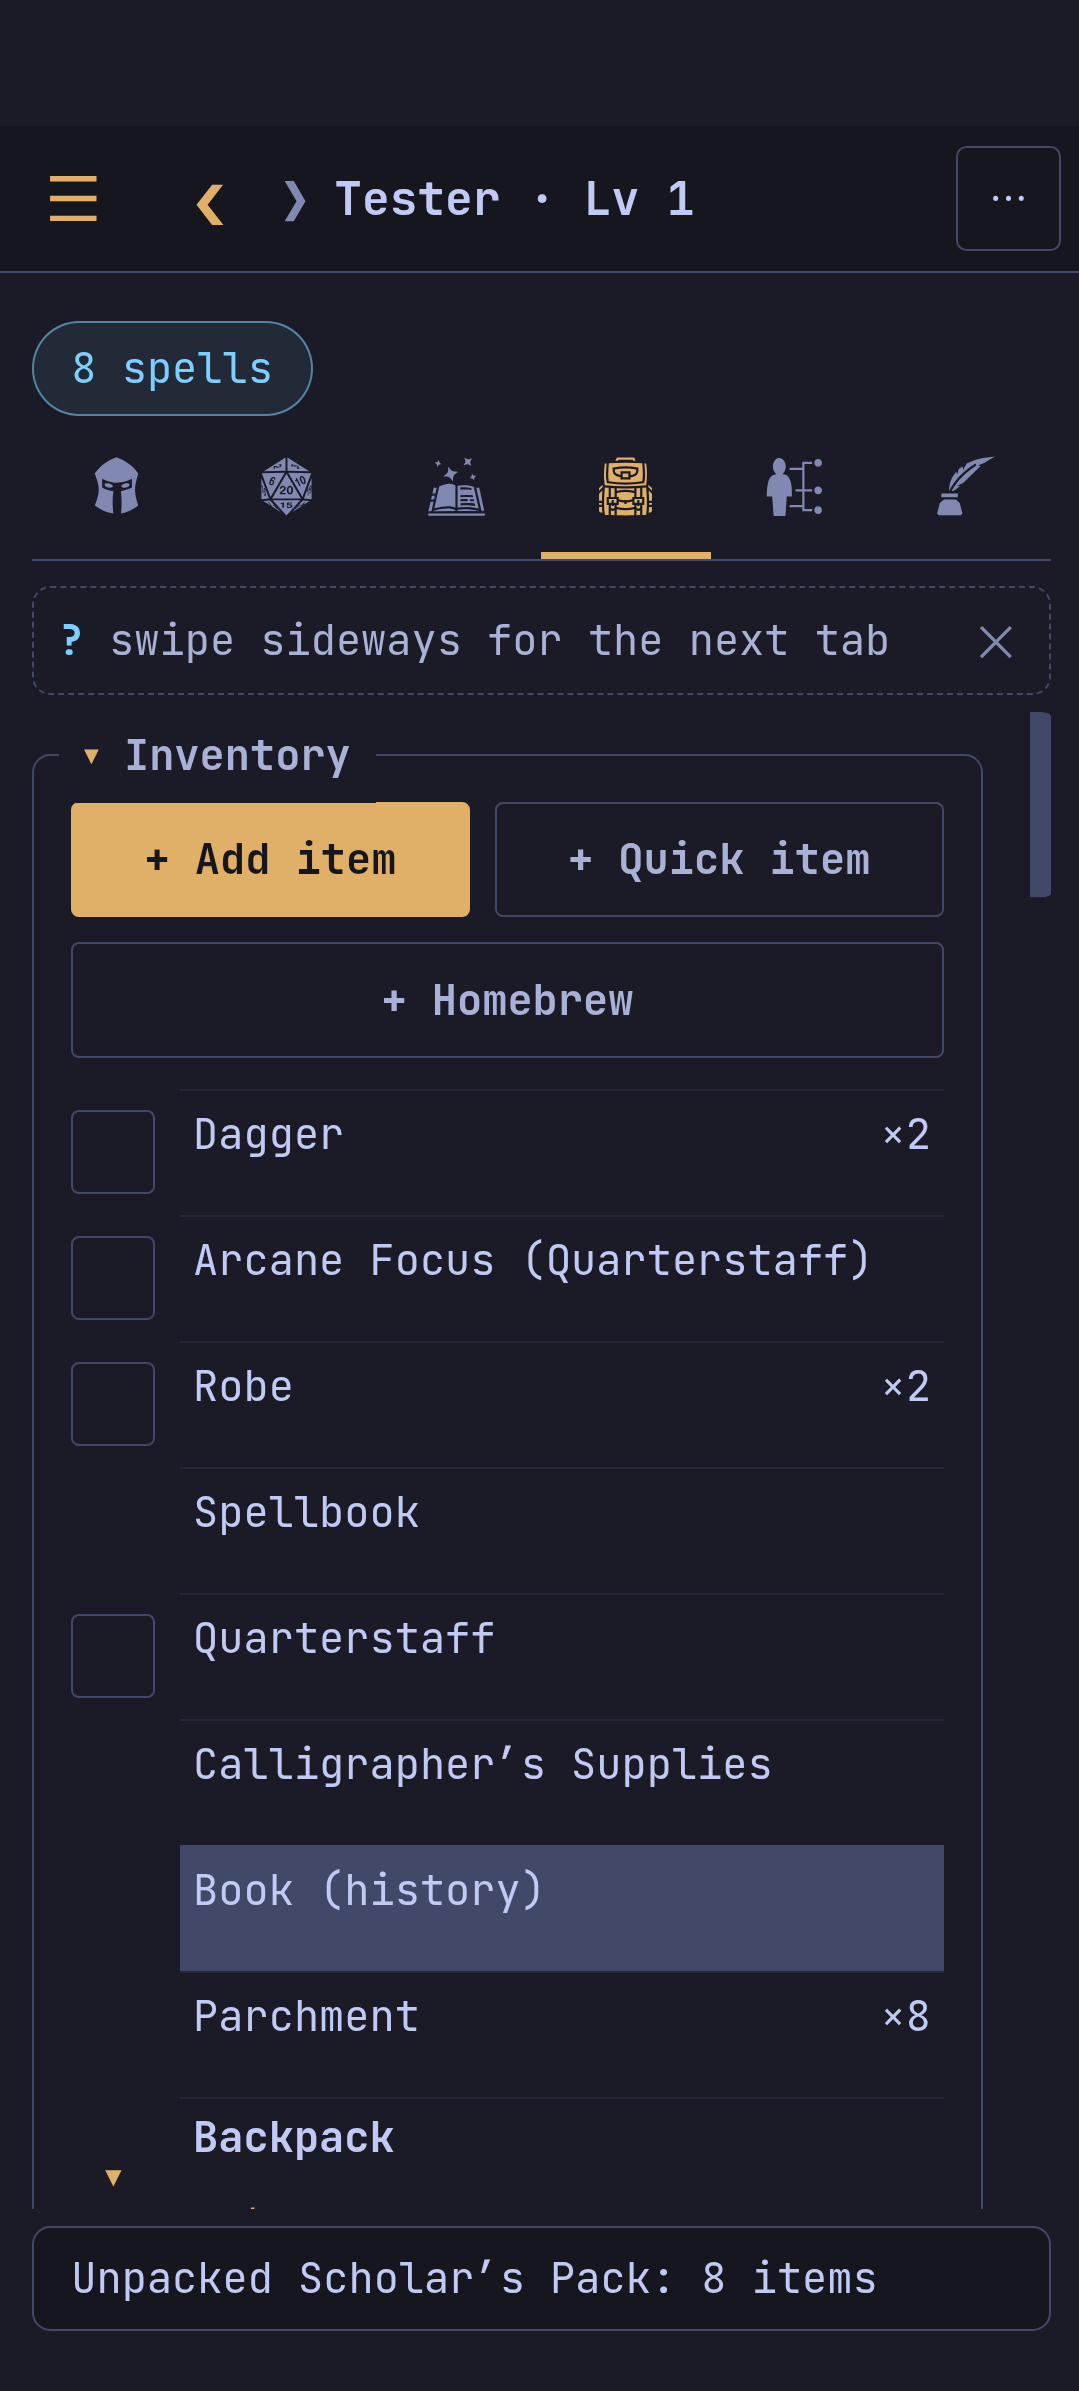 ☰ ❮ ❯ Tester · Lv 1 ...
8 spells
? swipe sideways for the next tab ×
▼ Inventory
+ Add item + Quick item
+ Homebrew
Dagger ×2
Arcane Focus (Quarterstaff)
Robe ×2
Spellbook
Quarterstaff
Calligrapher’s Supplies
Book (history)
Parchment ×8
Backpack
▼
Unpacked Scholar’s Pack: 8 items